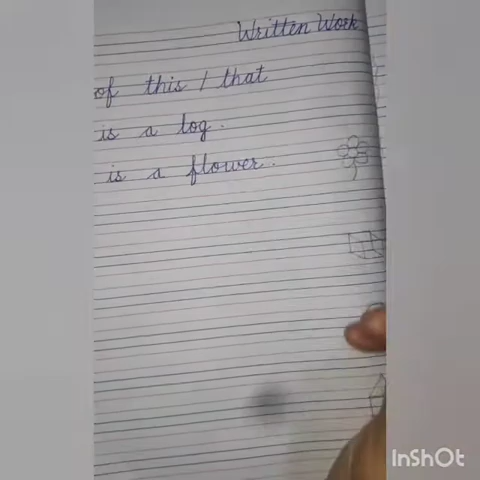 Written Work
of this / that
is a log.
is a flower.
InShOt